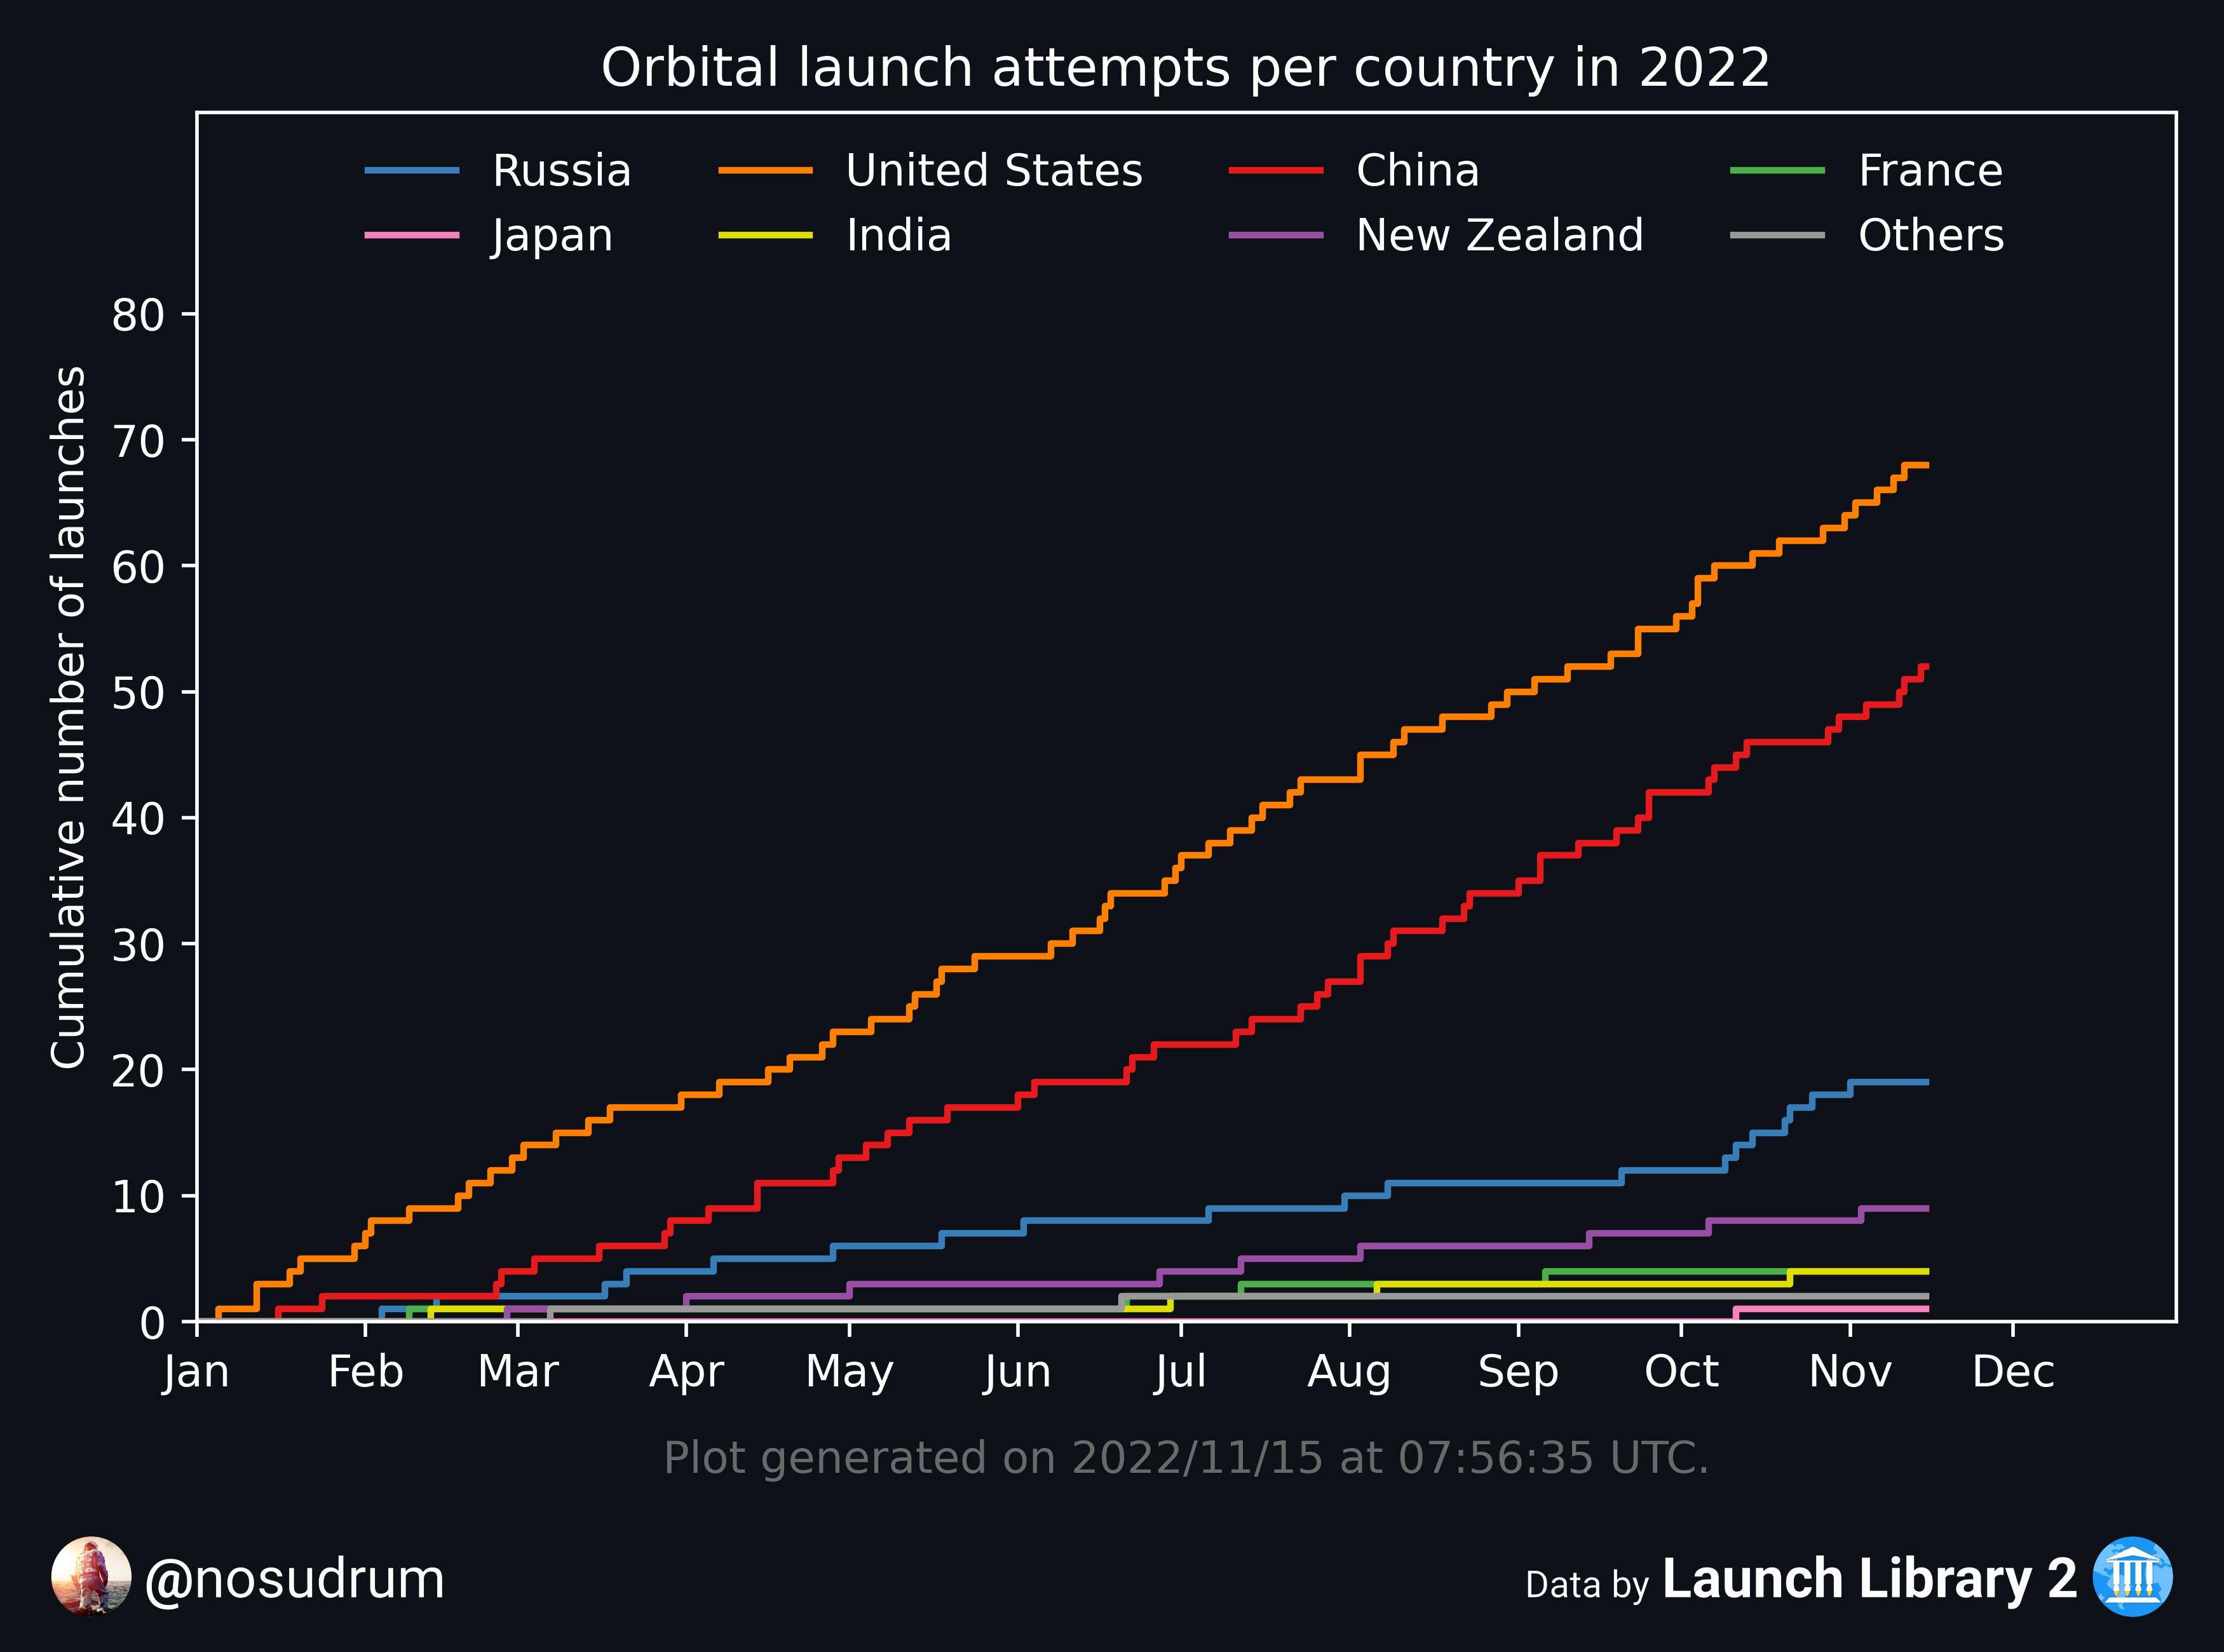 Orbital launch attempts per country in 2022
Russia United States China France
Japan India New Zealand Others
Cumulative number of launches
80
70
60
50
40
30
20
10
0
Jan Feb Mar Apr May Jun Jul Aug Sep Oct Nov Dec
Plot generated on 2022/11/15 at 07:56:35 UTC.
@nosudrum
Data by Launch Library 2